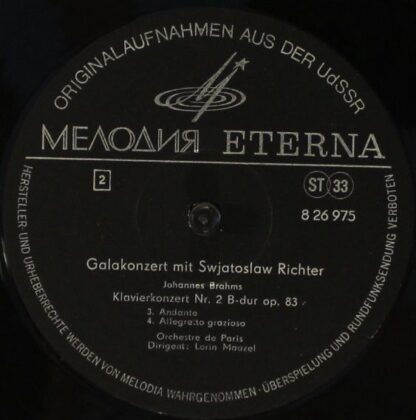 ORIGINALAUFNAHMEN AUS DER UdSSR
МЕЛОДИЯ ETERNA
2
ST 33
8 26 975
Galakonzert mit Swjatoslaw Richter
Johannes Brahms
Klavierkonzert Nr. 2 B-dur op. 83
3. Andante
4. Allegretto grazioso
Orchestre de Paris
Dirigent: Lorin Maazel
HERSTELLER- UND URHEBERRECHTE WERDEN VON MELODIA WAHRGENOMMEN · ÜBERSPIELUNG UND RUNDFUNKSENDUNG VERBOTEN